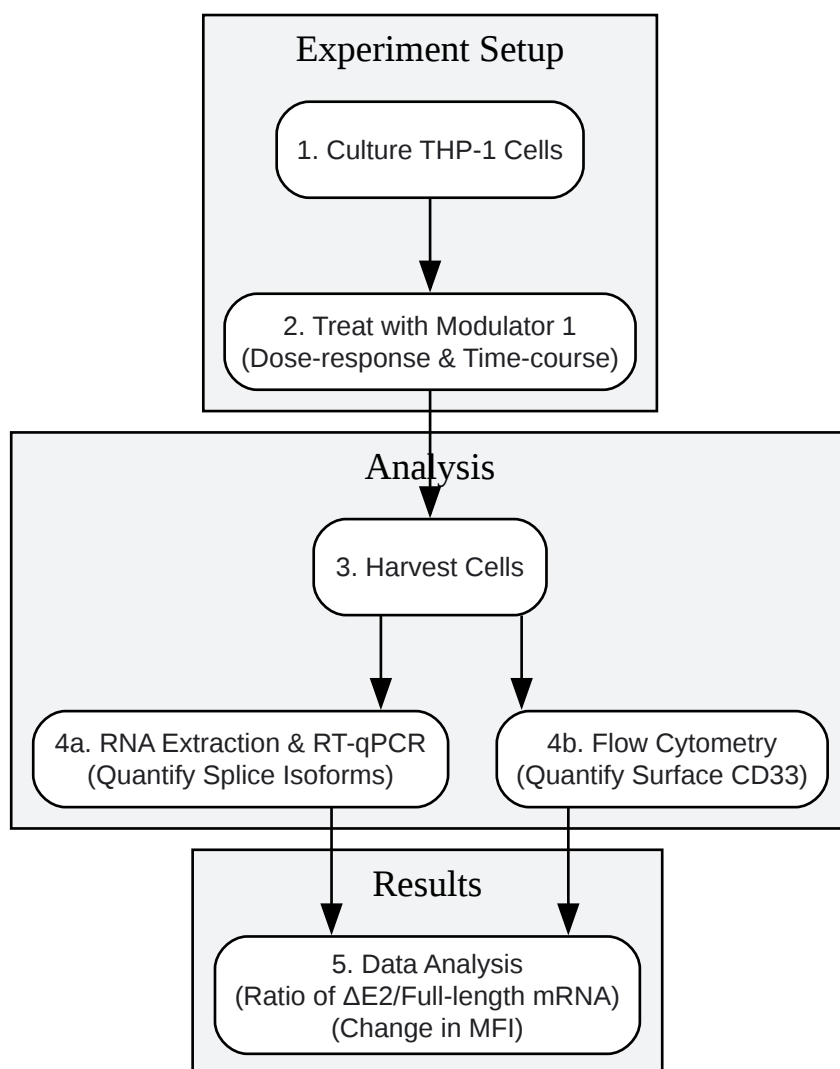 Experiment Setup
1. Culture THP-1 Cells
2. Treat with Modulator 1
(Dose-response & Time-course)
Analysis
3. Harvest Cells
4a. RNA Extraction & RT-qPCR
(Quantify Splice Isoforms)
4b. Flow Cytometry
(Quantify Surface CD33)
Results
5. Data Analysis
(Ratio of ΔE2/Full-length mRNA)
(Change in MFI)